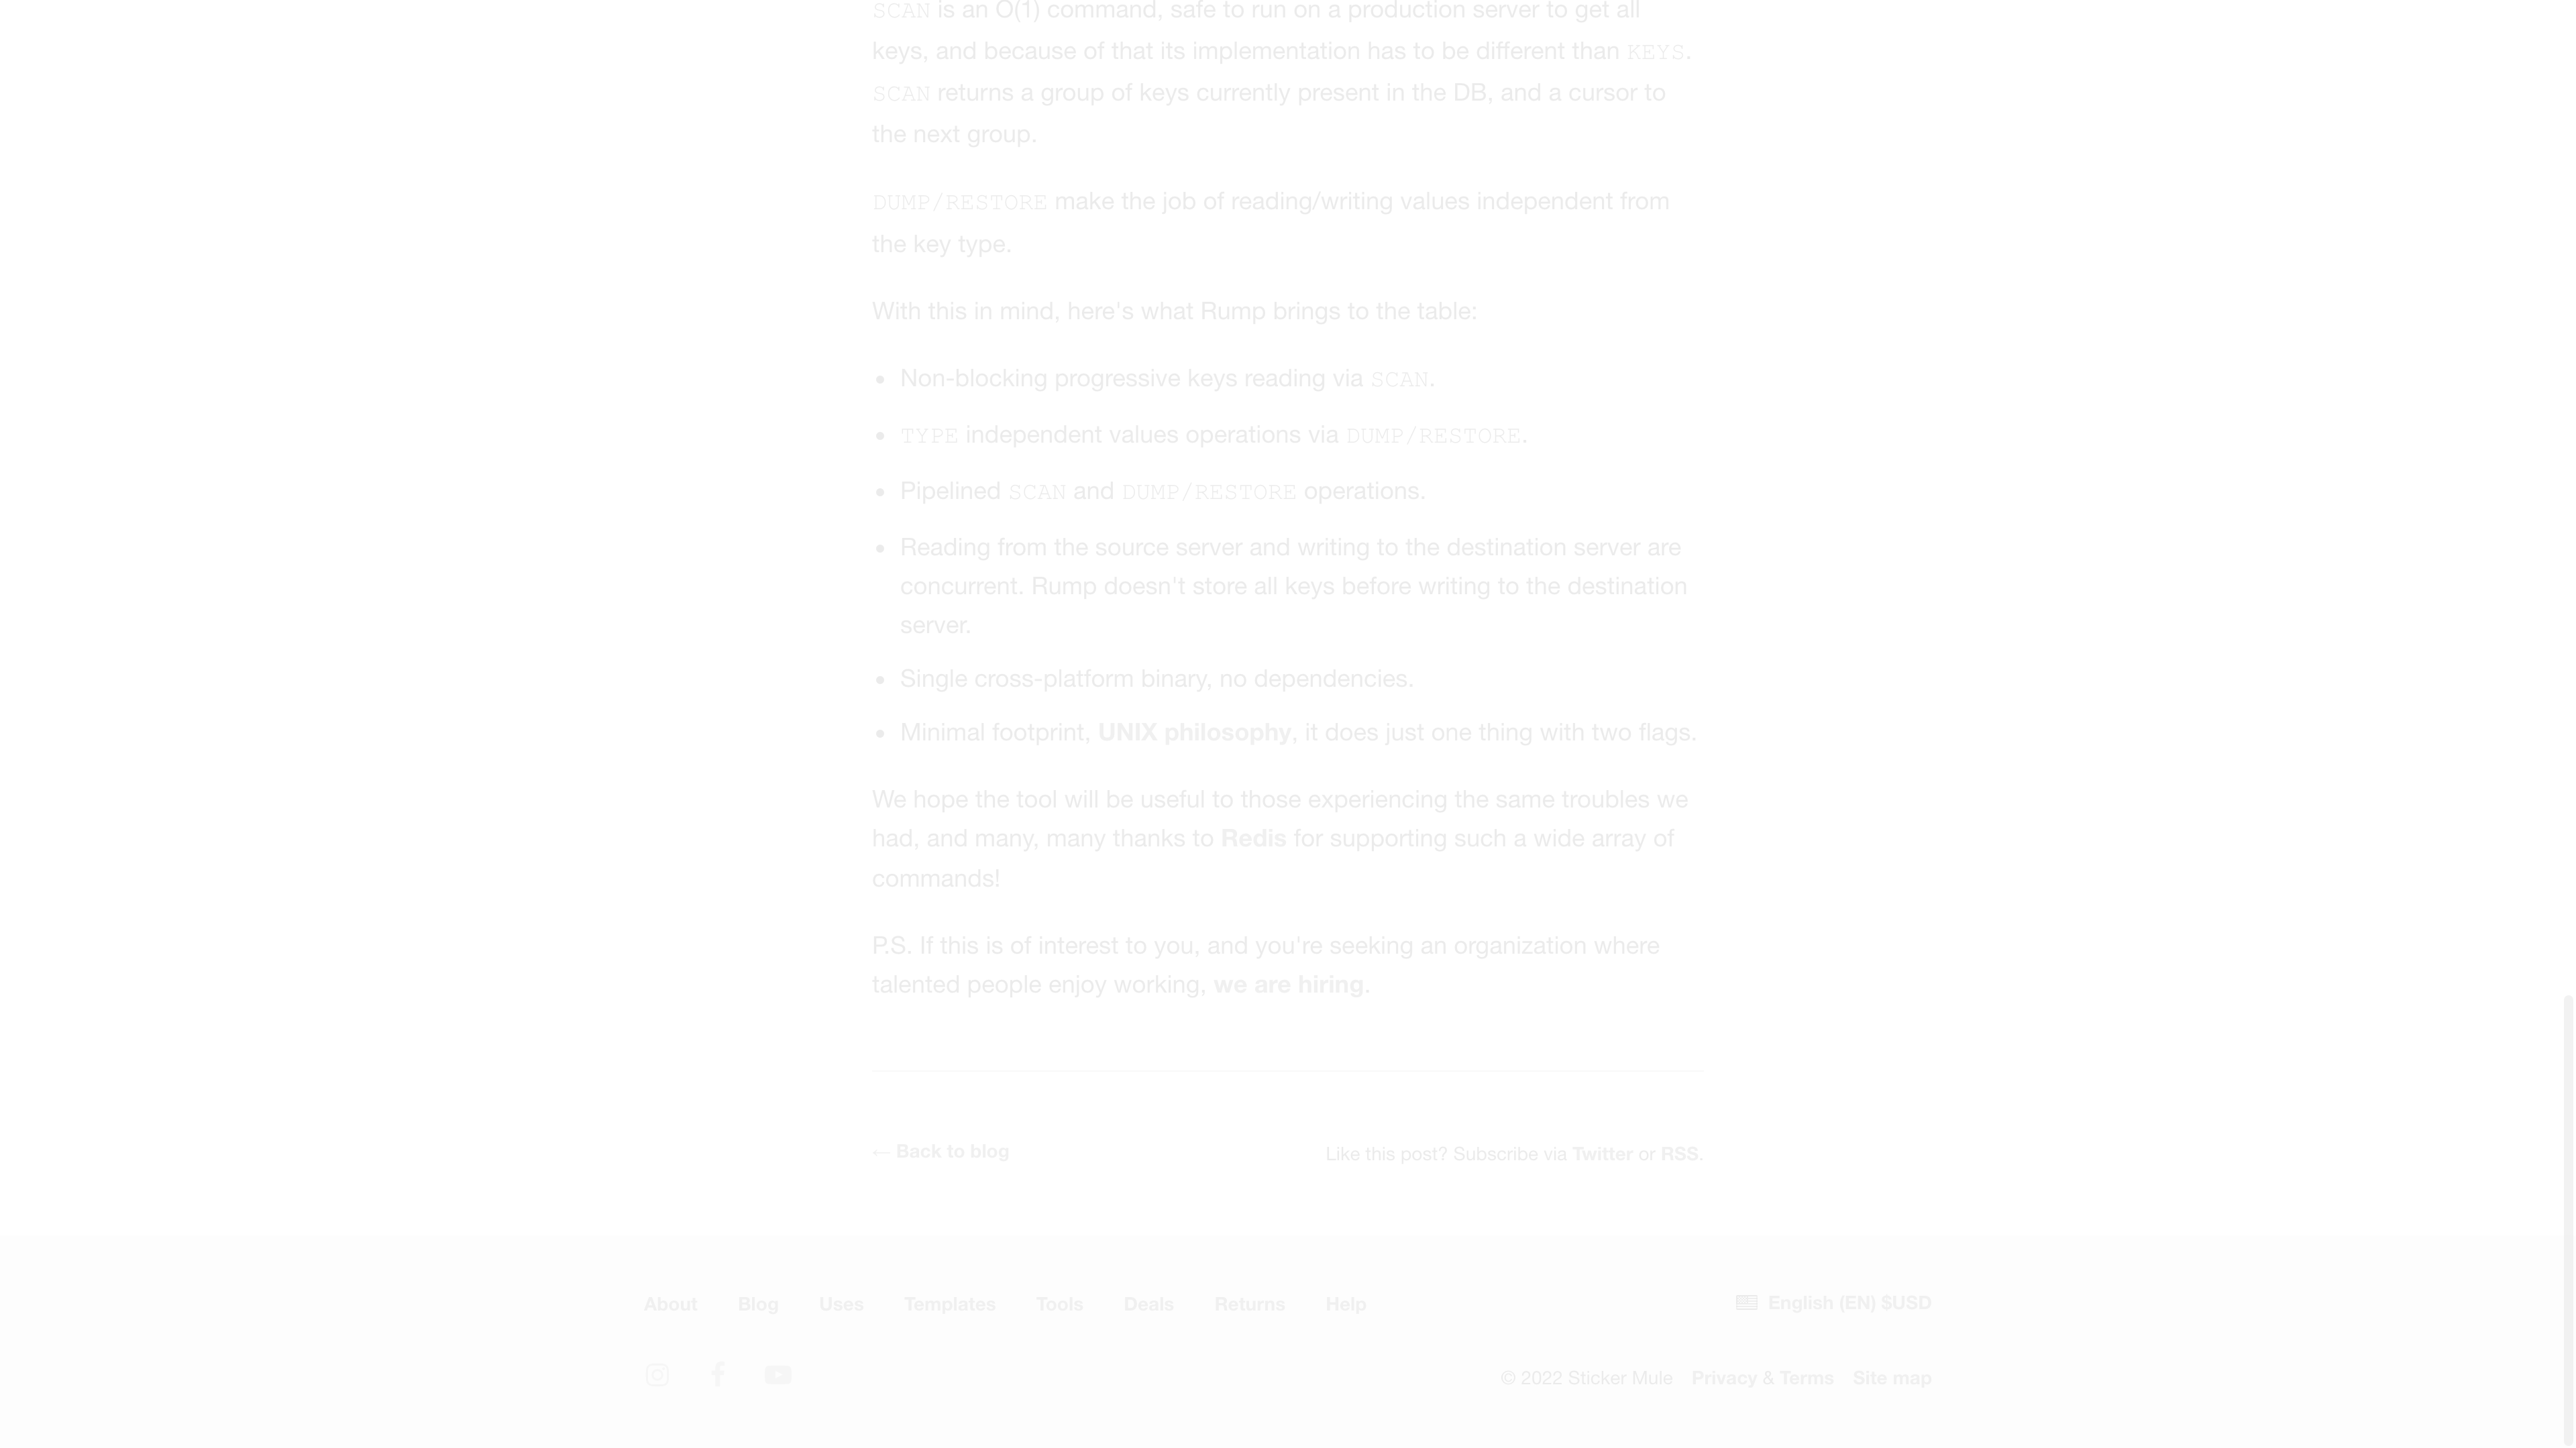 SCAN is an O(1) command, safe to run on a production server to get all
keys, and because of that its implementation has to be different than KEYS.
SCAN returns a group of keys currently present in the DB, and a cursor to
the next group.
DUMP/RESTORE make the job of reading/writing values independent from
the key type.
With this in mind, here's what Rump brings to the table:
• Non-blocking progressive keys reading via SCAN.
• TYPE independent values operations via DUMP/RESTORE.
• Pipelined SCAN and DUMP/RESTORE operations.
• Reading from the source server and writing to the destination server are
concurrent. Rump doesn't store all keys before writing to the destination
server.
• Single cross-platform binary, no dependencies.
• Minimal footprint, UNIX philosophy, it does just one thing with two flags.
We hope the tool will be useful to those experiencing the same troubles we
had, and many, many thanks to Redis for supporting such a wide array of
commands!
P.S. If this is of interest to you, and you're seeking an organization where
talented people enjoy working, we are hiring.
← Back to blog
Like this post? Subscribe via Twitter or RSS.
About Blog Uses Templates Tools Deals Returns Help
English (EN) $USD
© 2022 Sticker Mule Privacy & Terms Site map